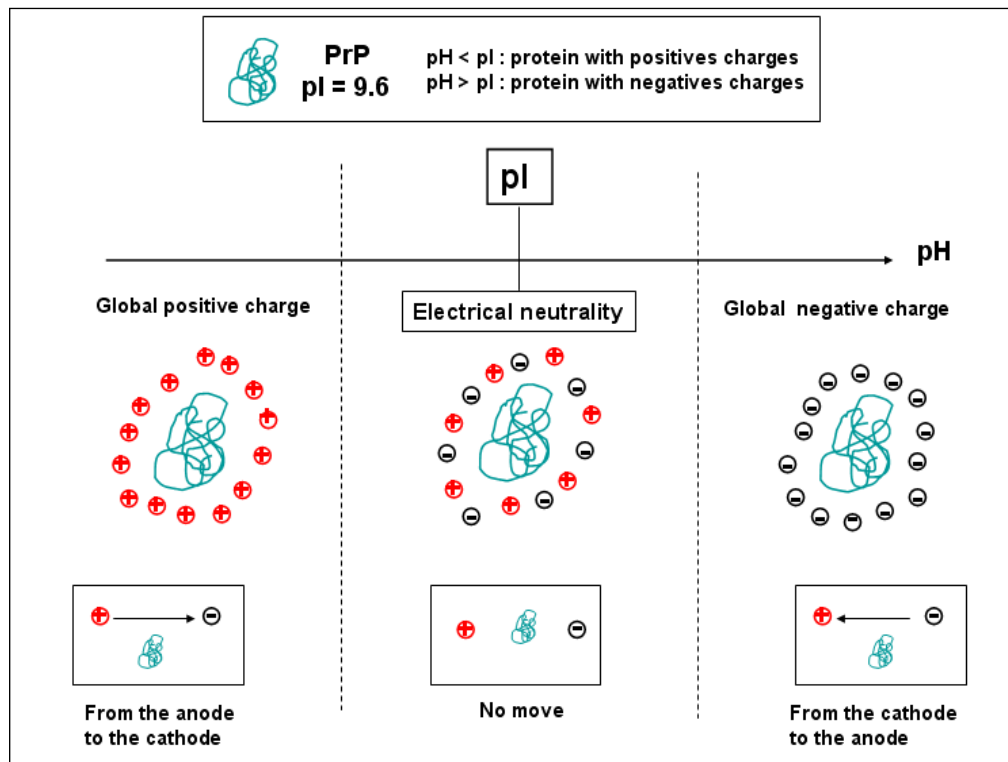 PrP
pI = 9.6
pH < pI : protein with positives charges
pH > pI : protein with negatives charges
pI
pH
Global positive charge
Electrical neutrality
Global negative charge
From the anode
to the cathode
No move
From the cathode
to the anode